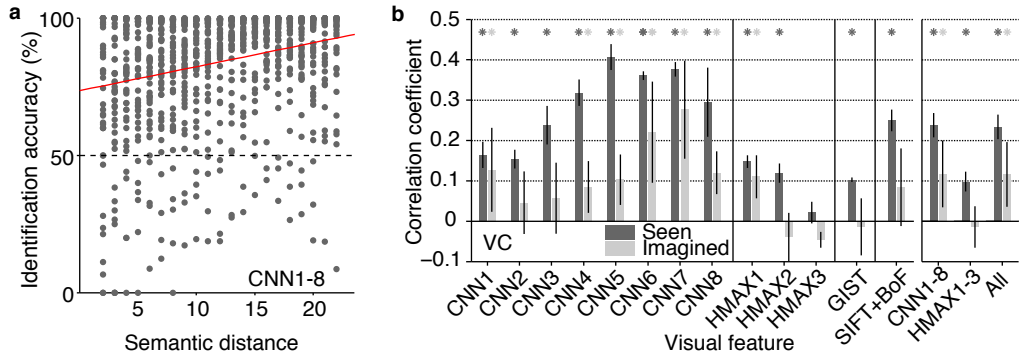 a
Identification accuracy (%)
100
50
0
5
10
15
20
CNN1-8
Semantic distance
b
Correlation coefficient
0.5
0.4
0.3
0.2
0.1
0
−0.1
* * * * * * * * * * * * * * * * * * * * * * * *
VC
Seen
Imagined
CNN1
CNN2
CNN3
CNN4
CNN5
CNN6
CNN7
CNN8
HMAX1
HMAX2
HMAX3
GIST
SIFT+BoF
CNN1-8
HMAX1-3
All
Visual feature